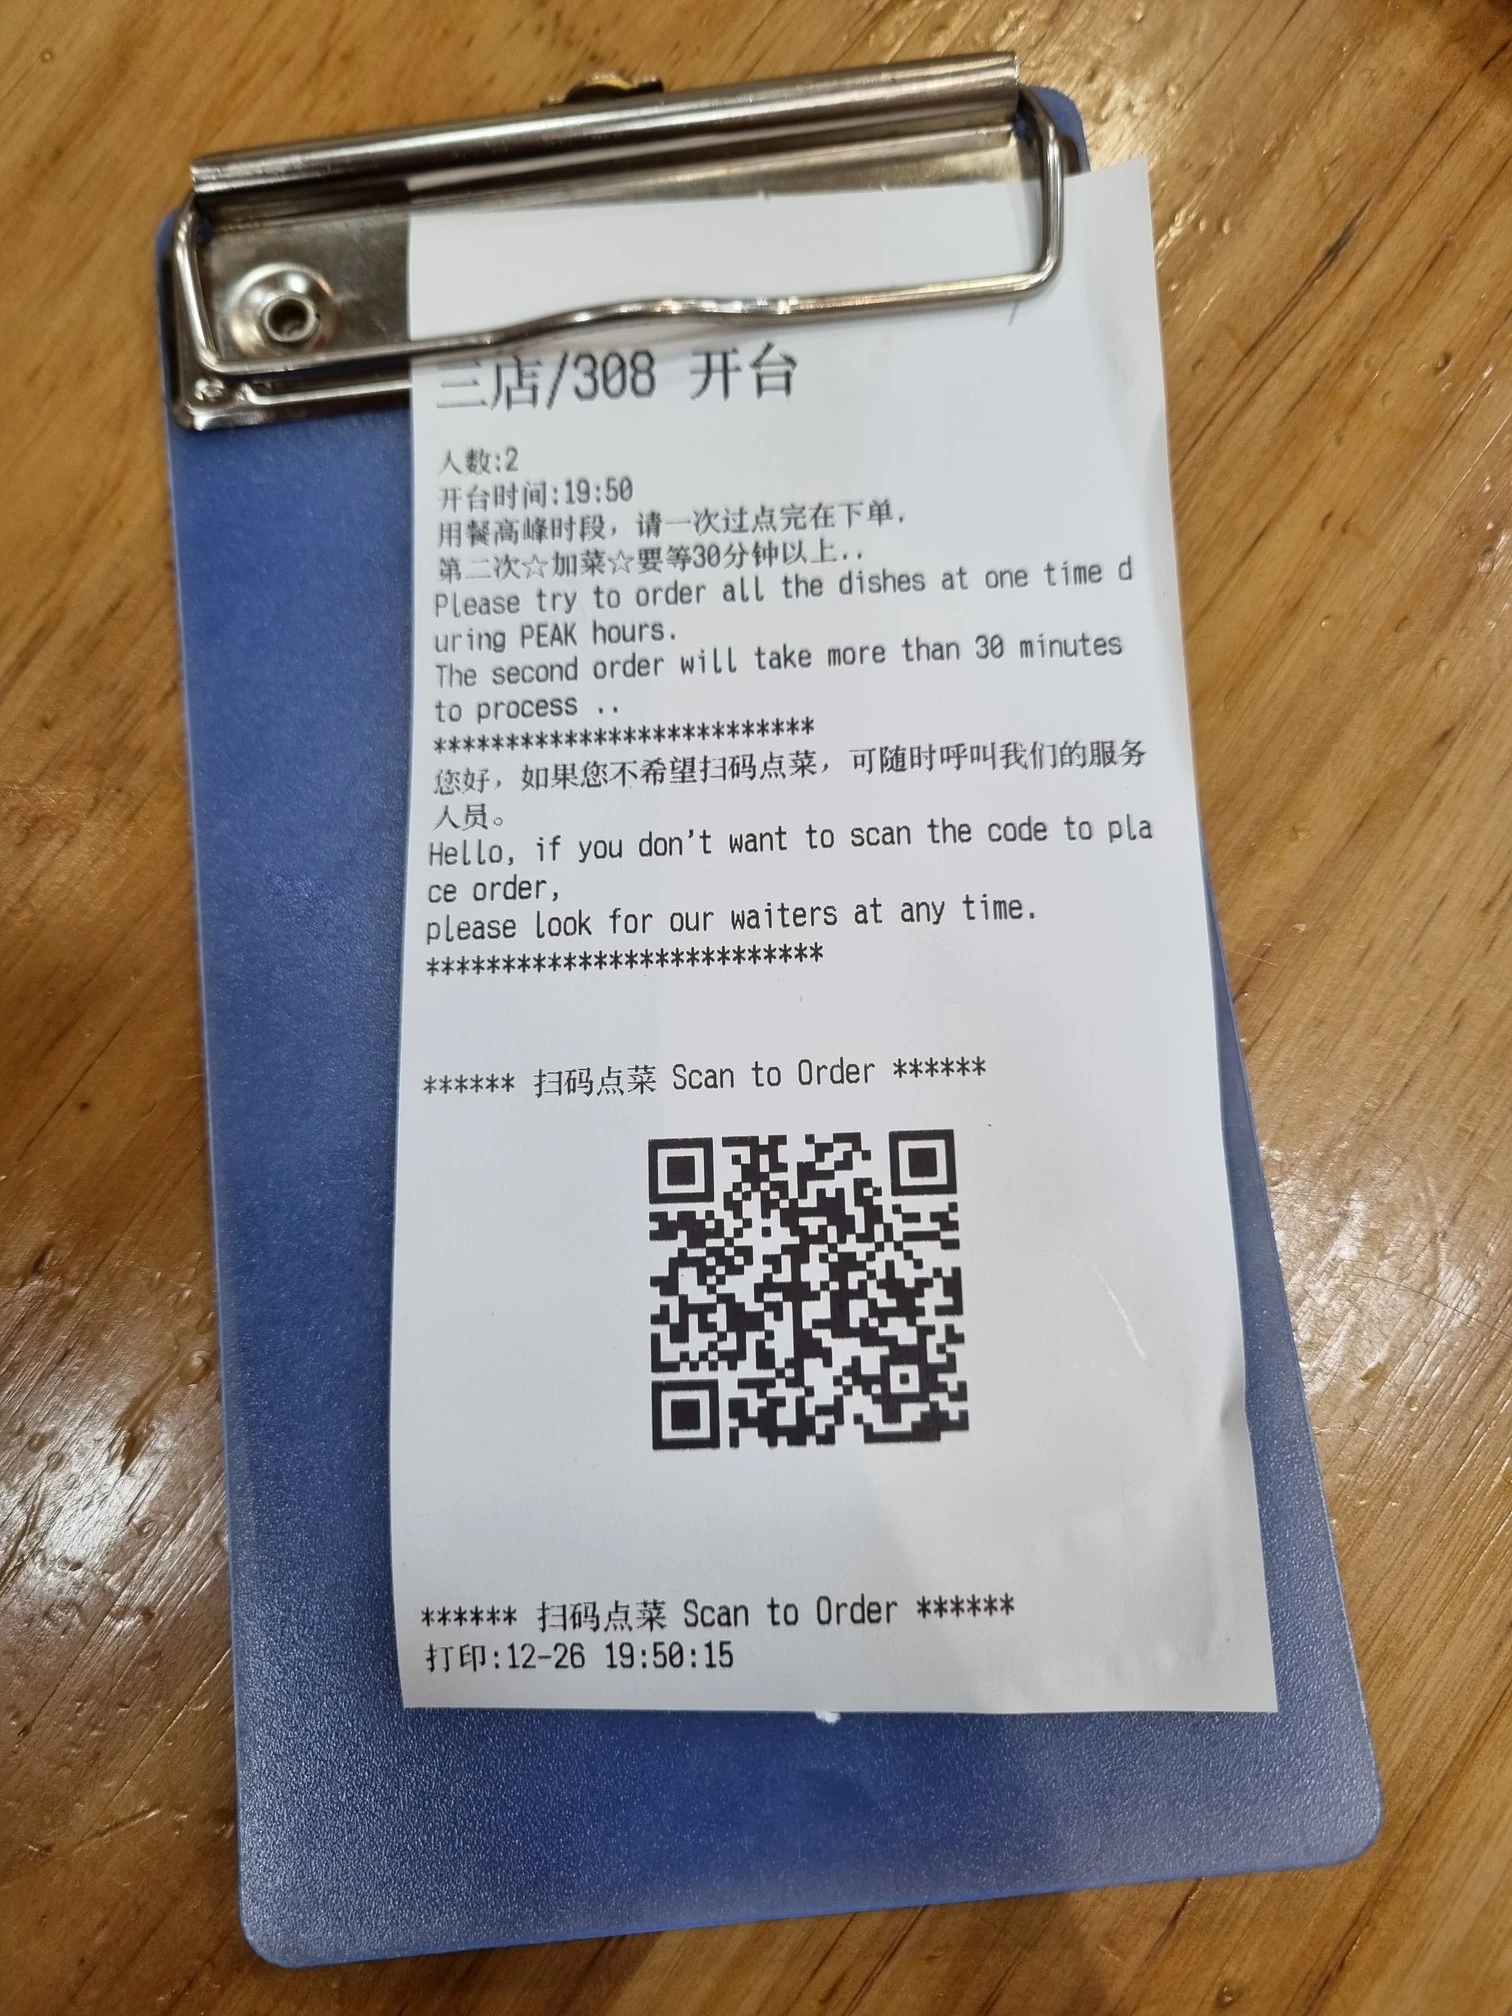 三店/308 开台
人数:2
开台时间:19:50
用餐高峰时段，请一次过点完在下单.
第二次☆加菜☆要等30分钟以上..
Please try to order all the dishes at one time d
uring PEAK hours.
The second order will take more than 30 minutes
to process ..
**************************
您好，如果您不希望扫码点菜，可随时呼叫我们的服务
人员。
Hello, if you don't want to scan the code to pla
ce order,
please look for our waiters at any time.
**************************
****** 扫码点菜 Scan to Order ******
****** 扫码点菜 Scan to Order ******
打印:12-26 19:50:15